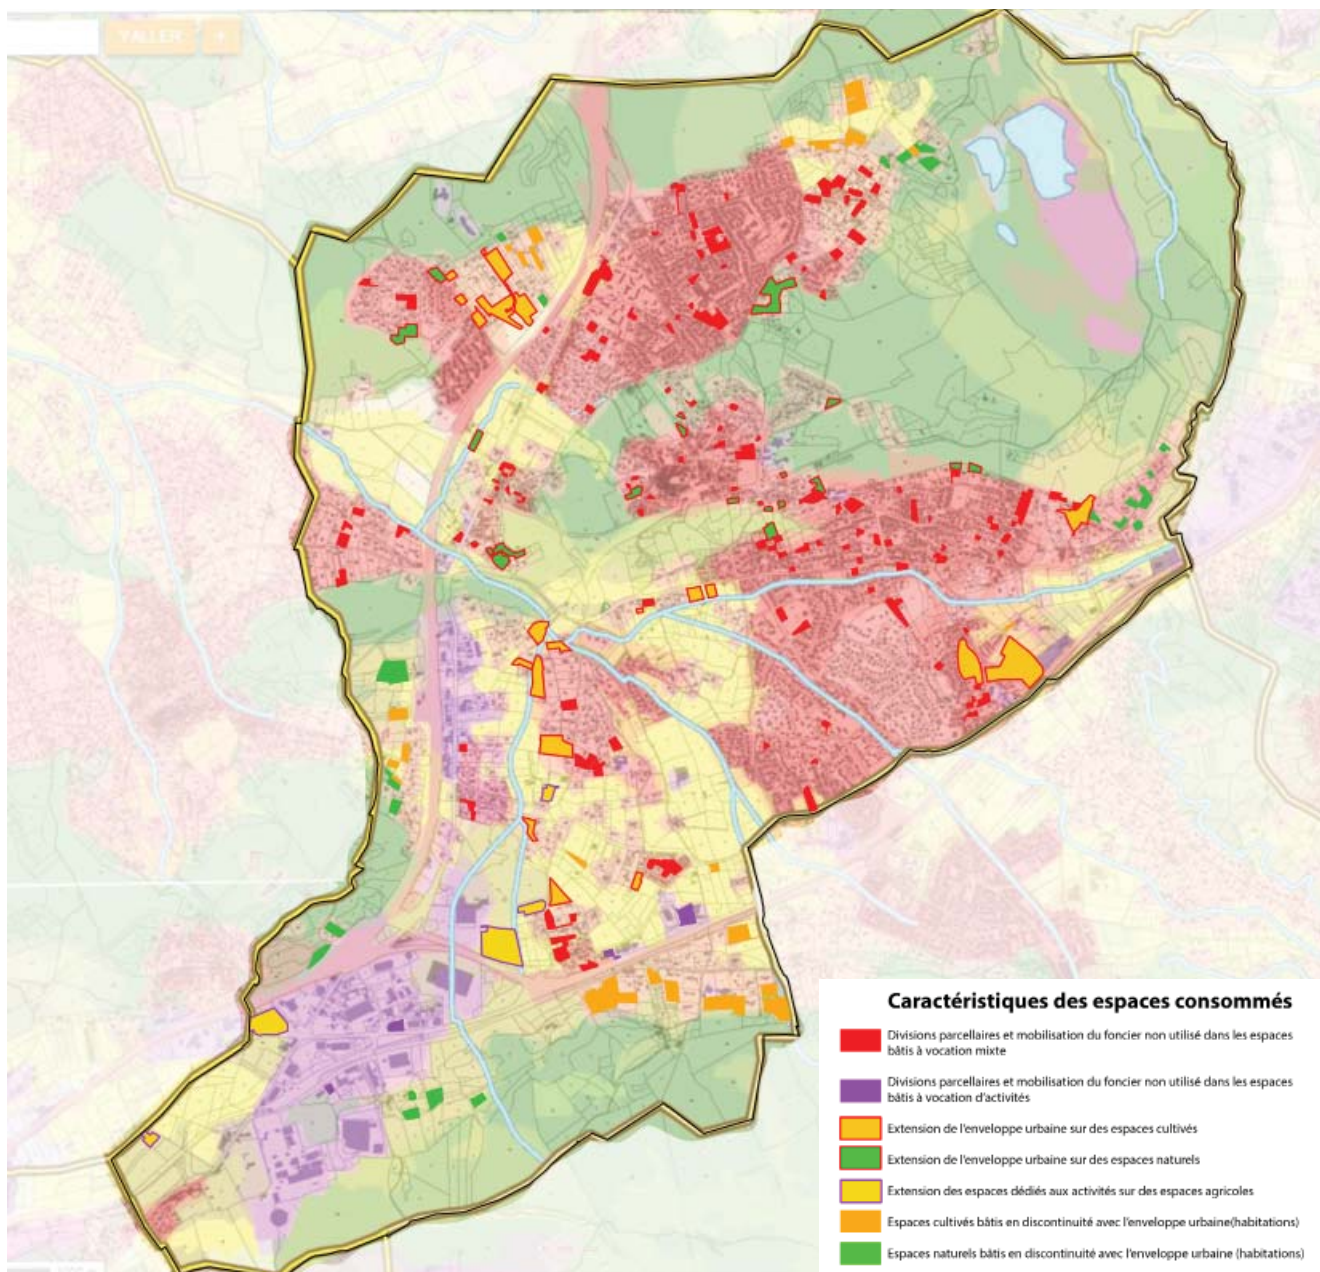 Y ALLER +
Caractéristiques des espaces consommés
Divisions parcellaires et mobilisation du foncier non utilisé dans les espaces
bâtis à vocation mixte
Divisions parcellaires et mobilisation du foncier non utilisé dans les espaces
bâtis à vocation d'activités
Extension de l'enveloppe urbaine sur des espaces cultivés
Extension de l'enveloppe urbaine sur des espaces naturels
Extension des espaces dédiés aux activités sur des espaces agricoles
Espaces cultivés bâtis en discontinuité avec l'enveloppe urbaine(habitations)
Espaces naturels bâtis en discontinuité avec l'enveloppe urbaine (habitations)